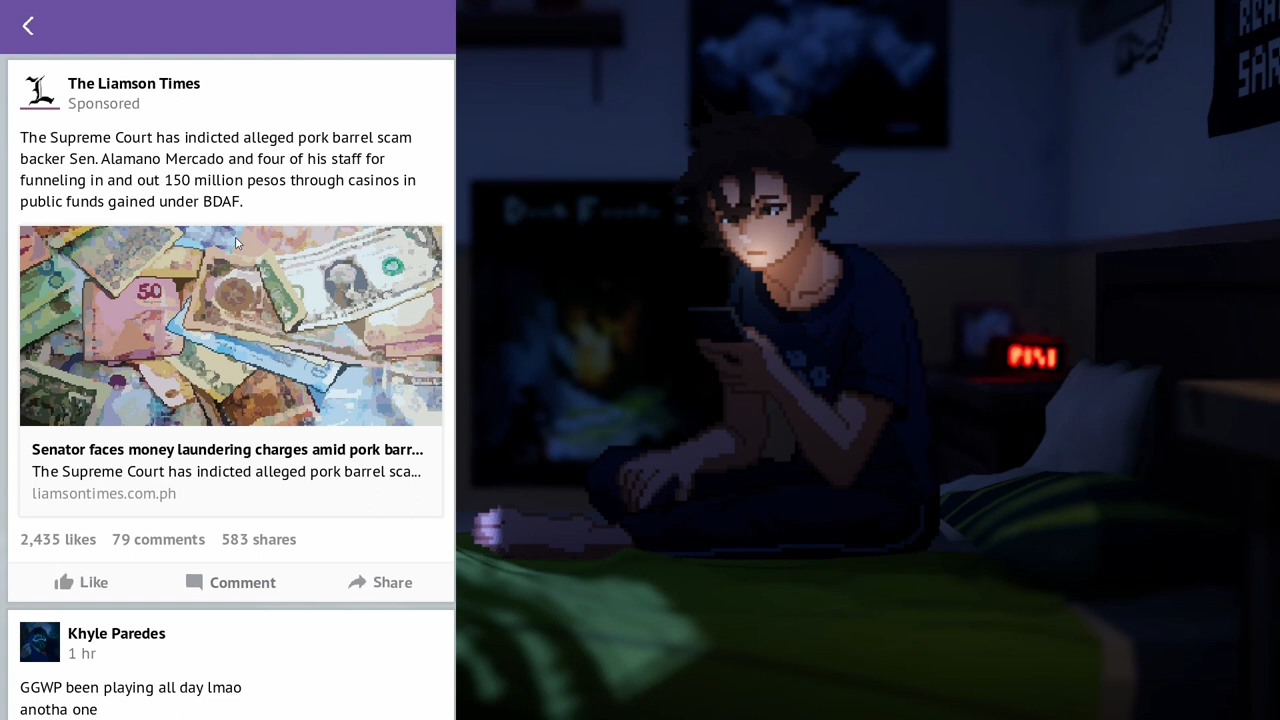 The Liamson Times
Sponsored
The Supreme Court has indicted alleged pork barrel scam
backer Sen. Alamano Mercado and four of his staff for
funneling in and out 150 million pesos through casinos in
public funds gained under BDAF.
50
Senator faces money laundering charges amid pork barr...
The Supreme Court has indicted alleged pork barrel sca...
liamsontimes.com.ph
2,435 likes 79 comments 583 shares
Like Comment Share
Khyle Paredes
1 hr
GGWP been playing all day lmao
anotha one